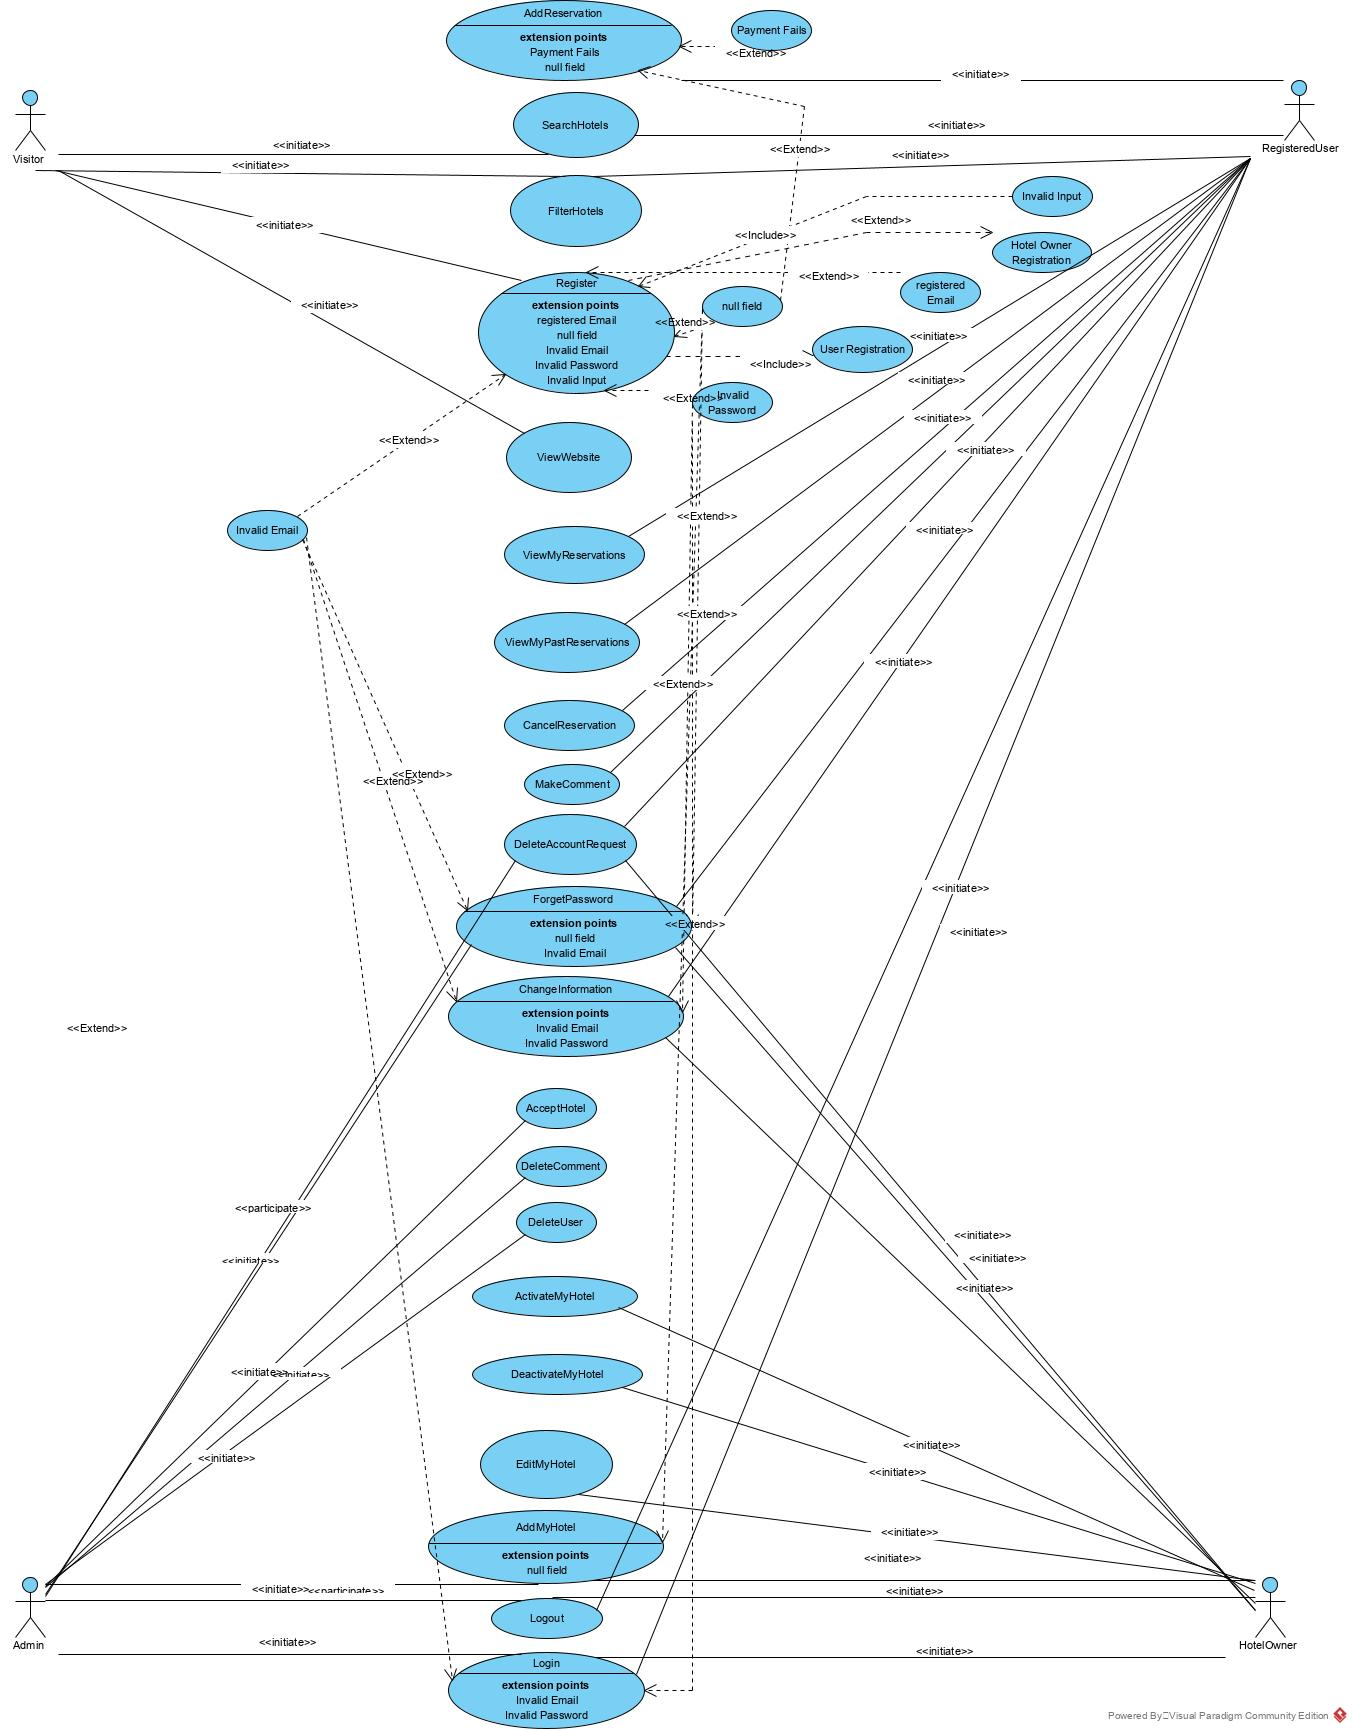 AddReservation
extension points
Payment Fails
null field
Payment Fails
<<Extend>>
<<initiate>>
Visitor
RegisteredUser
SearchHotels
<<initiate>>
<<initiate>>
<<initiate>>
<<initiate>>
<<Extend>>
FilterHotels
Invalid Input
<<initiate>>
<<Extend>>
<<Include>>
Hotel Owner
Registration
Register
extension points
registered Email
null field
Invalid Email
Invalid Password
Invalid Input
<<Extend>>
registered
Email
null field
<<initiate>>
<<Extend>>
<<initiate>>
User Registration
<<Include>>
<<initiate>>
<<Extend>>
Invalid
Password
<<initiate>>
<<Extend>>
<<initiate>>
ViewWebsite
Invalid Email
<<Extend>>
<<initiate>>
ViewMyReservations
<<Extend>>
ViewMyPastReservations
<<initiate>>
<<Extend>>
CancelReservation
<<Extend>>
<<Extend>>
MakeComment
DeleteAccountRequest
<<initiate>>
ForgetPassword
extension points
null field
Invalid Email
<<Extend>>
<<initiate>>
ChangeInformation
extension points
Invalid Email
Invalid Password
<<Extend>>
AcceptHotel
DeleteComment
<<participate>>
DeleteUser
<<initiate>>
<<initiate>>
<<initiate>>
<<initiate>>
ActivateMyHotel
<<initiate>>
<<initiate>>
DeactivateMyHotel
<<initiate>>
<<initiate>>
<<initiate>>
EditMyHotel
AddMyHotel
extension points
null field
<<initiate>>
<<initiate>>
<<initiate>>
<<participate>>
<<initiate>>
Logout
Admin
HotelOwner
<<initiate>>
<<initiate>>
Login
extension points
Invalid Email
Invalid Password
Powered By Visual Paradigm Community Edition